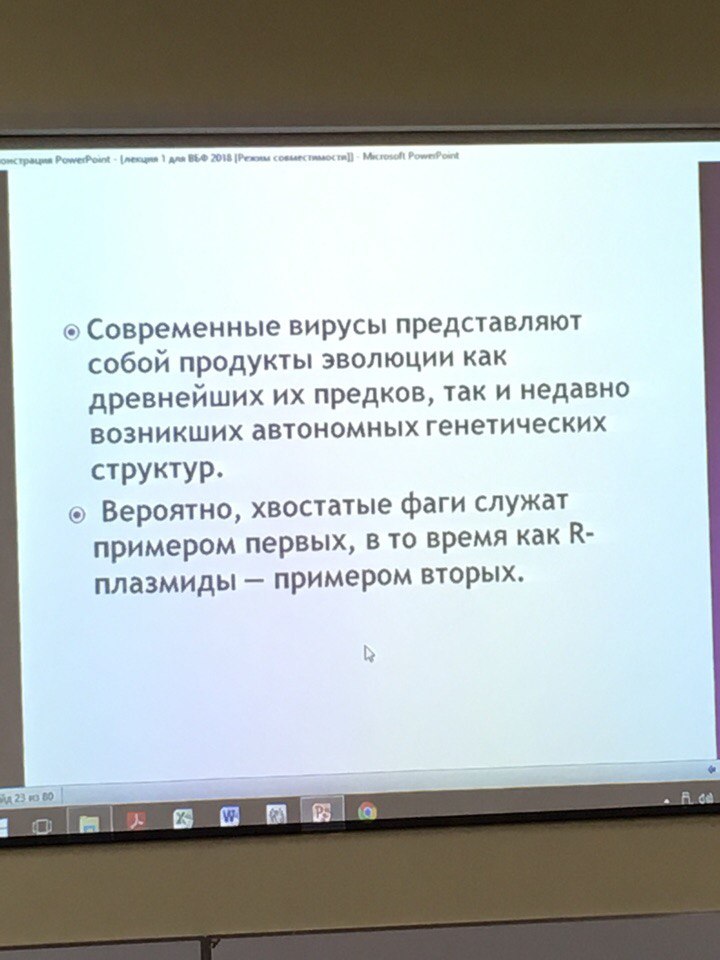 онстрация PowerPoint - [лекция 1 для ВБФ 2018 [Режим совместимости]] - Microsoft PowerPoint
Современные вирусы представляют
собой продукты эволюции как
древнейших их предков, так и недавно
возникших автономных генетических
структур.
Вероятно, хвостатые фаги служат
примером первых, в то время как R-
плазмиды — примером вторых.
йд 23 из 80